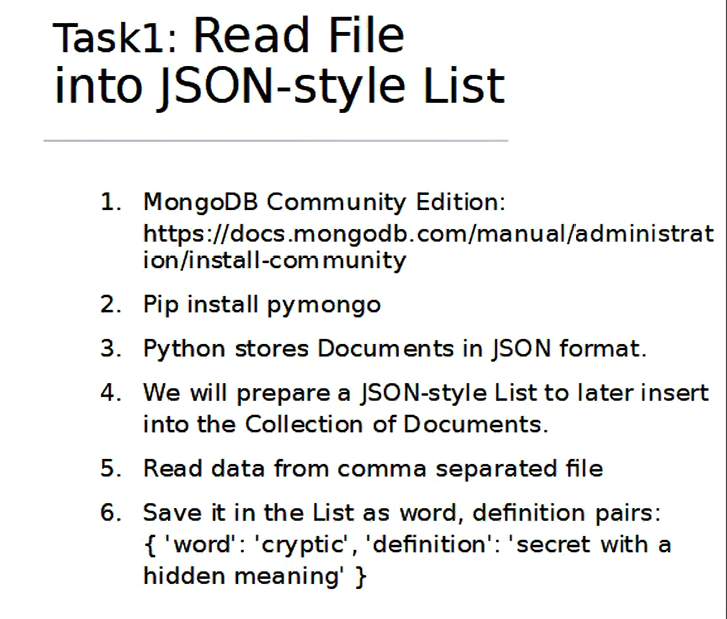 Task1: Read File
into JSON-style List
1. MongoDB Community Edition:
https://docs.mongodb.com/manual/administrat
ion/install-community
2. Pip install pymongo
3. Python stores Documents in JSON format.
4. We will prepare a JSON-style List to later insert
into the Collection of Documents.
5. Read data from comma separated file
6. Save it in the List as word, definition pairs:
{ 'word': 'cryptic', 'definition': 'secret with a
hidden meaning' }